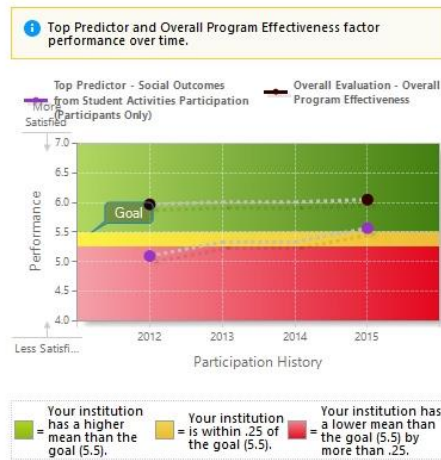 Top Predictor and Overall Program Effectiveness factor
performance over time.
Top Predictor - Social Outcomes
from Student Activities Participation
(Participants Only)
Overall Evaluation - Overall
Program Effectiveness
More
Satisfied
7.0
6.5
6.0
5.5
5.0
4.5
4.0
Goal
Performance
Less Satisfi...
2012
2013
2014
2015
Participation History
Your institution
has a higher
= mean than the
goal (5.5).
Your institution
= is within .25 of
the goal (5.5).
Your institution has
a lower mean than
= the goal (5.5) by
more than .25.